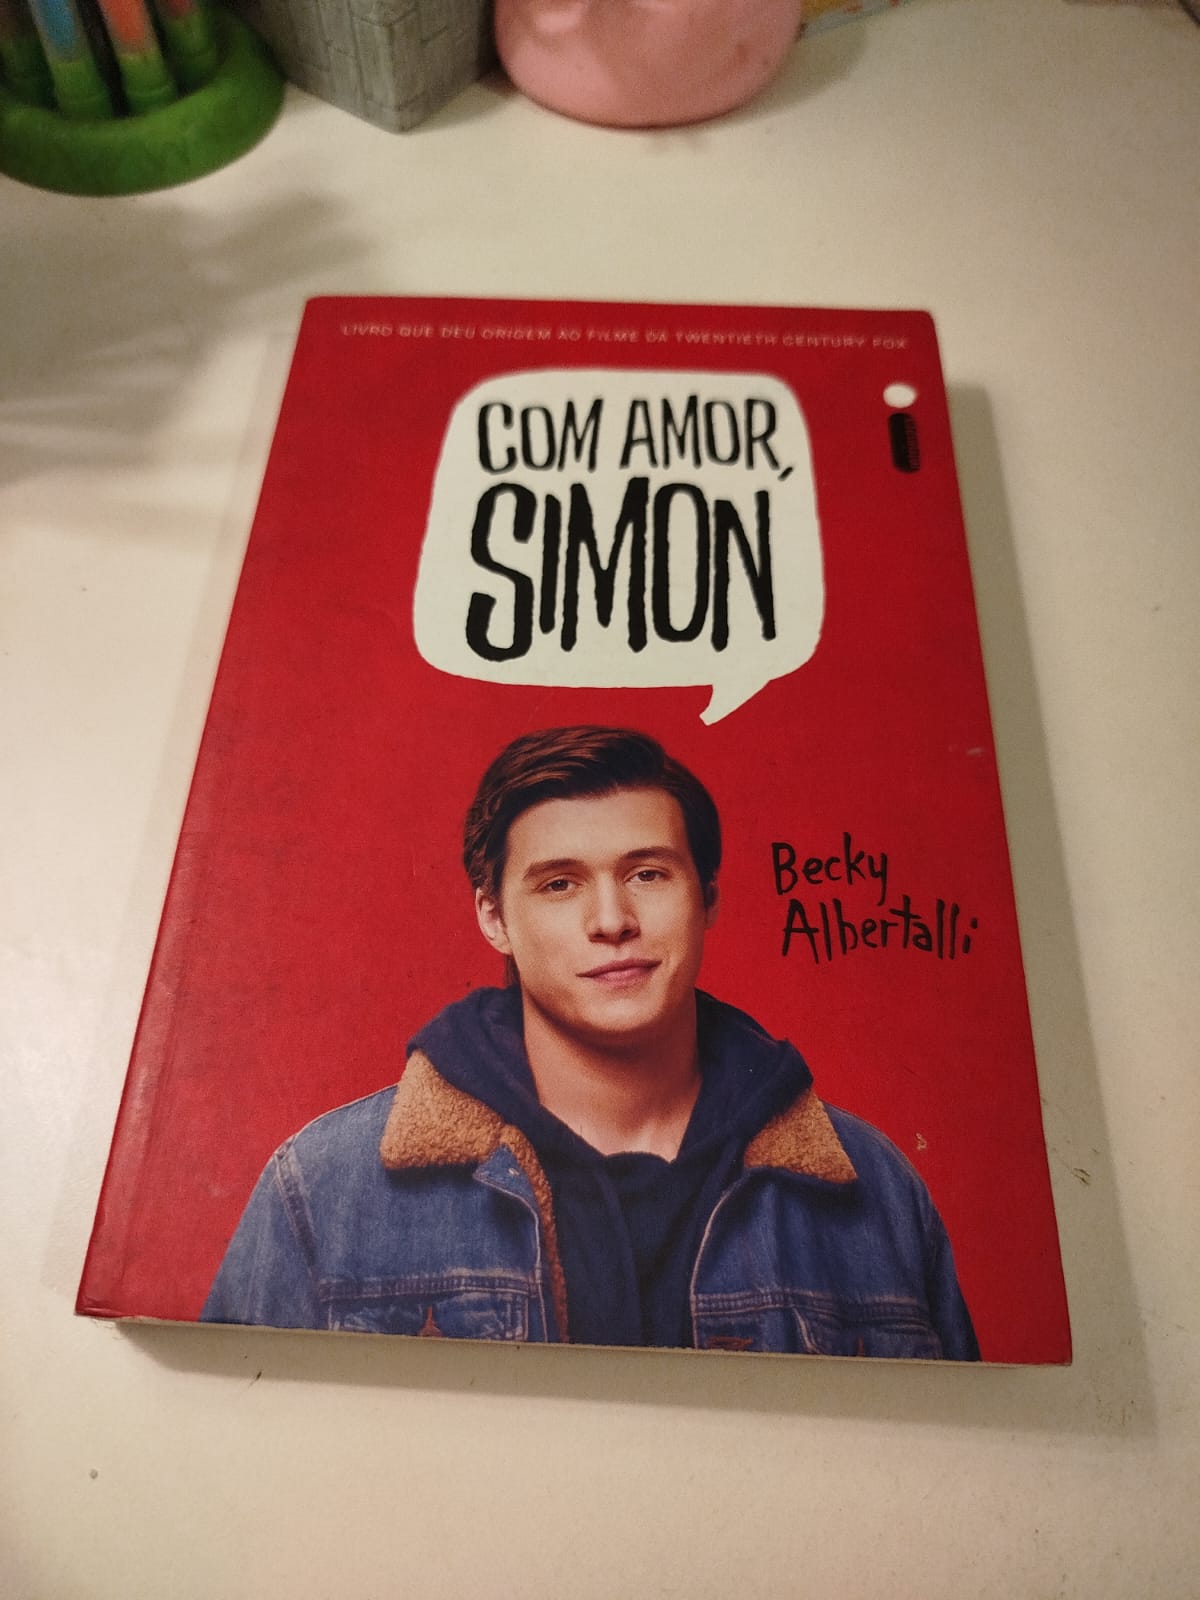 LIVRO QUE DEU ORIGEM AO FILME DA TWENTIETH CENTURY FOX
COM AMOR,
SIMON
Becky
Albertalli